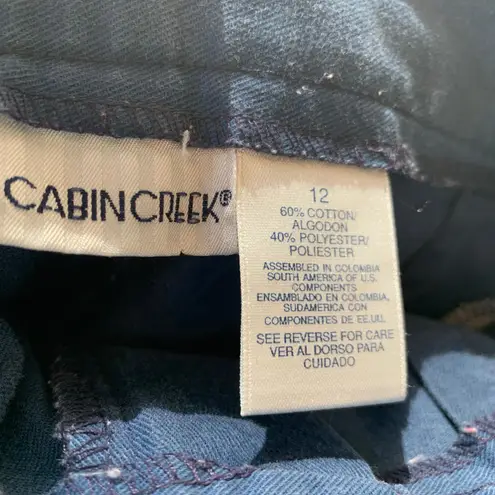 CABIN CREEK®
12
60% COTTON/
ALGODON
40% POLYESTER/
POLIESTER
ASSEMBLED IN COLOMBIA
SOUTH AMERICA OF U.S.
COMPONENTS
ENSAMBLADO EN COLOMBIA,
SUDAMERICA CON
COMPONENTES DE EE.UU.
SEE REVERSE FOR CARE
VER AL DORSO PARA
CUIDADO